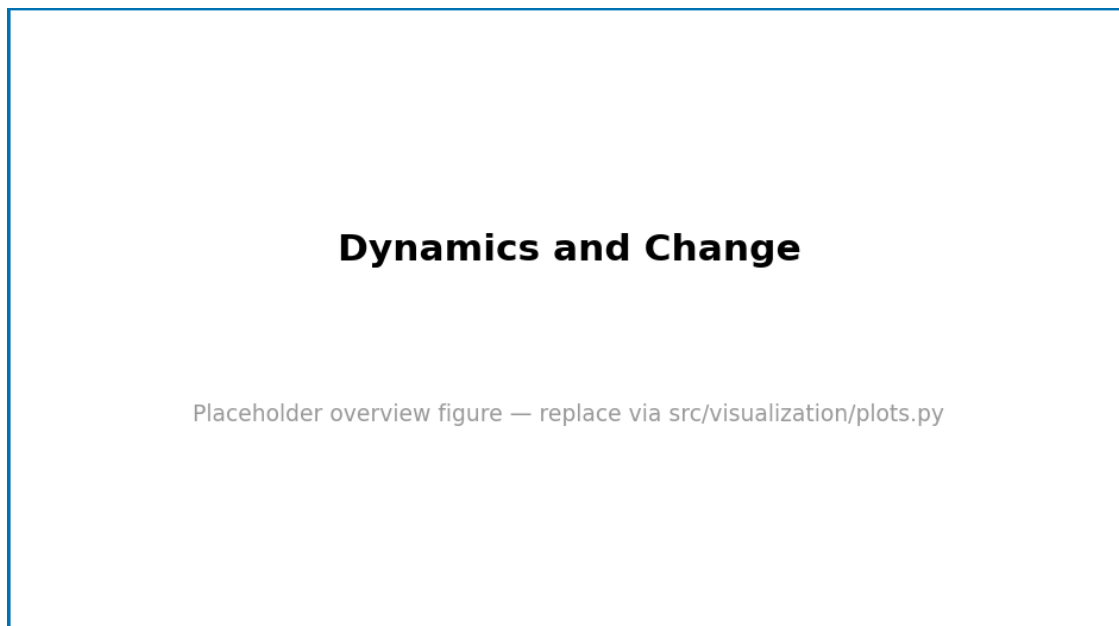 Dynamics and Change
Placeholder overview figure — replace via src/visualization/plots.py